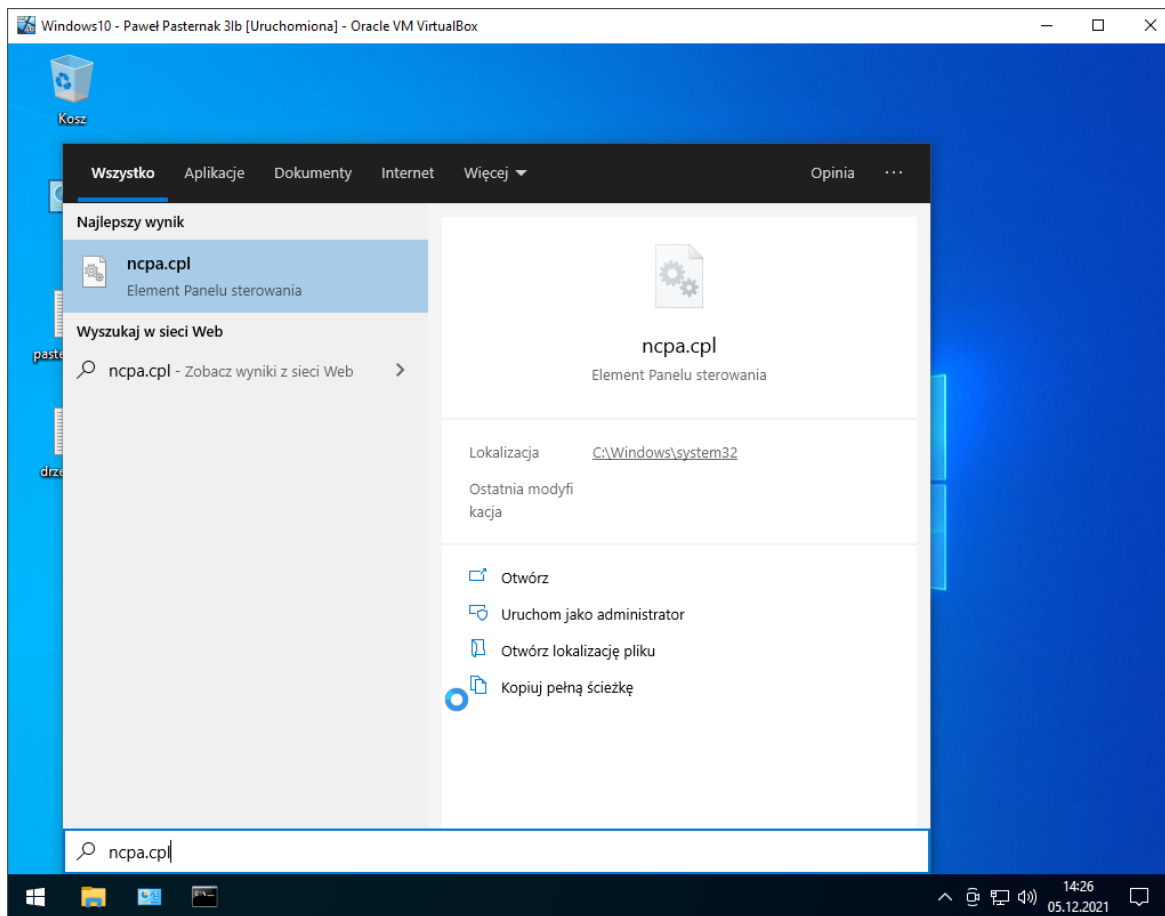 Windows10 - Paweł Pasternak 3lb [Uruchomiona] - Oracle VM VirtualBox
Kosz
Wszystko Aplikacje Dokumenty Internet Więcej Opinia ...
Najlepszy wynik
ncpa.cpl
Element Panelu sterowania
Wyszukaj w sieci Web
ncpa.cpl - Zobacz wyniki z sieci Web
paste
drze
ncpa.cpl
Element Panelu sterowania
Lokalizacja C:\Windows\system32
Ostatnia modyfi
kacja
Otwórz
Uruchom jako administrator
Otwórz lokalizację pliku
Kopiuj pełną ścieżkę
ncpa.cpl
14:26
05.12.2021